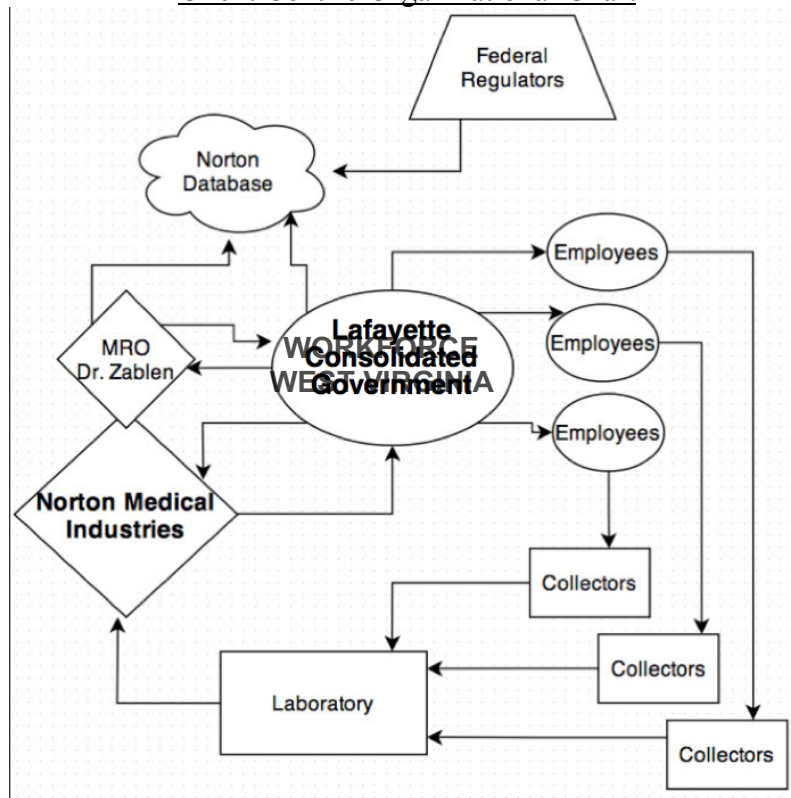 Federal
Regulators
Norton
Database
Employees
MRO
Dr. Zablen
Lafayette
Consolidated
Government
WORKFORCE
WEST VIRGINIA
Employees
Employees
Norton Medical
Industries
Collectors
Collectors
Laboratory
Collectors